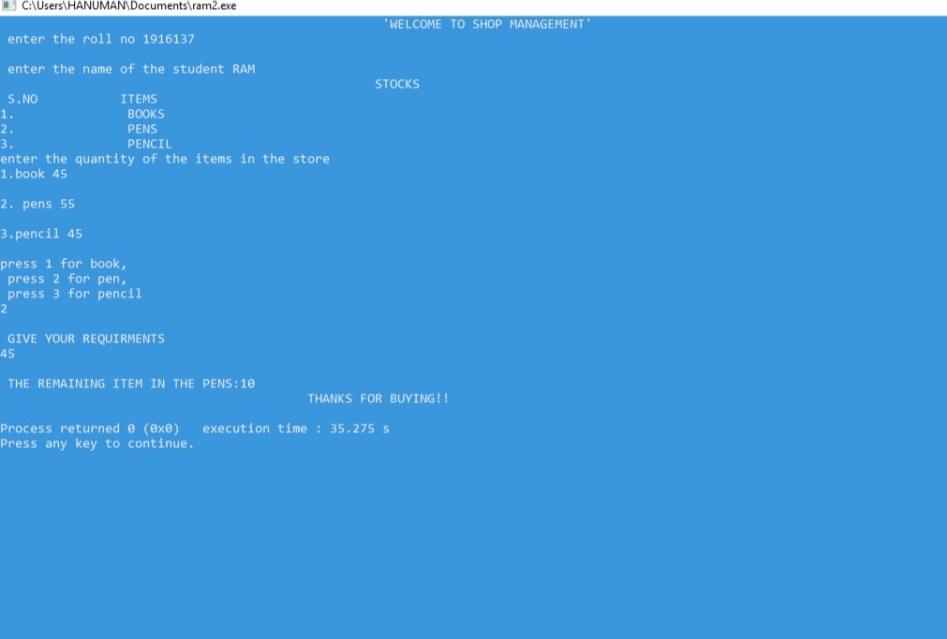 C:\Users\HANUMAN\Documents\ram2.exe
'WELCOME TO SHOP MANAGEMENT'
enter the roll no 1916137
enter the name of the student RAM
STOCKS
S.NO ITEMS
1. BOOKS
2. PENS
3. PENCIL
enter the quantity of the items in the store
1.book 45
2. pens 55
3.pencil 45
press 1 for book,
press 2 for pen,
press 3 for pencil
2
GIVE YOUR REQUIRMENTS
45
THE REMAINING ITEM IN THE PENS:10
THANKS FOR BUYING!!
Process returned 0 (0x0) execution time : 35.275 s
Press any key to continue.